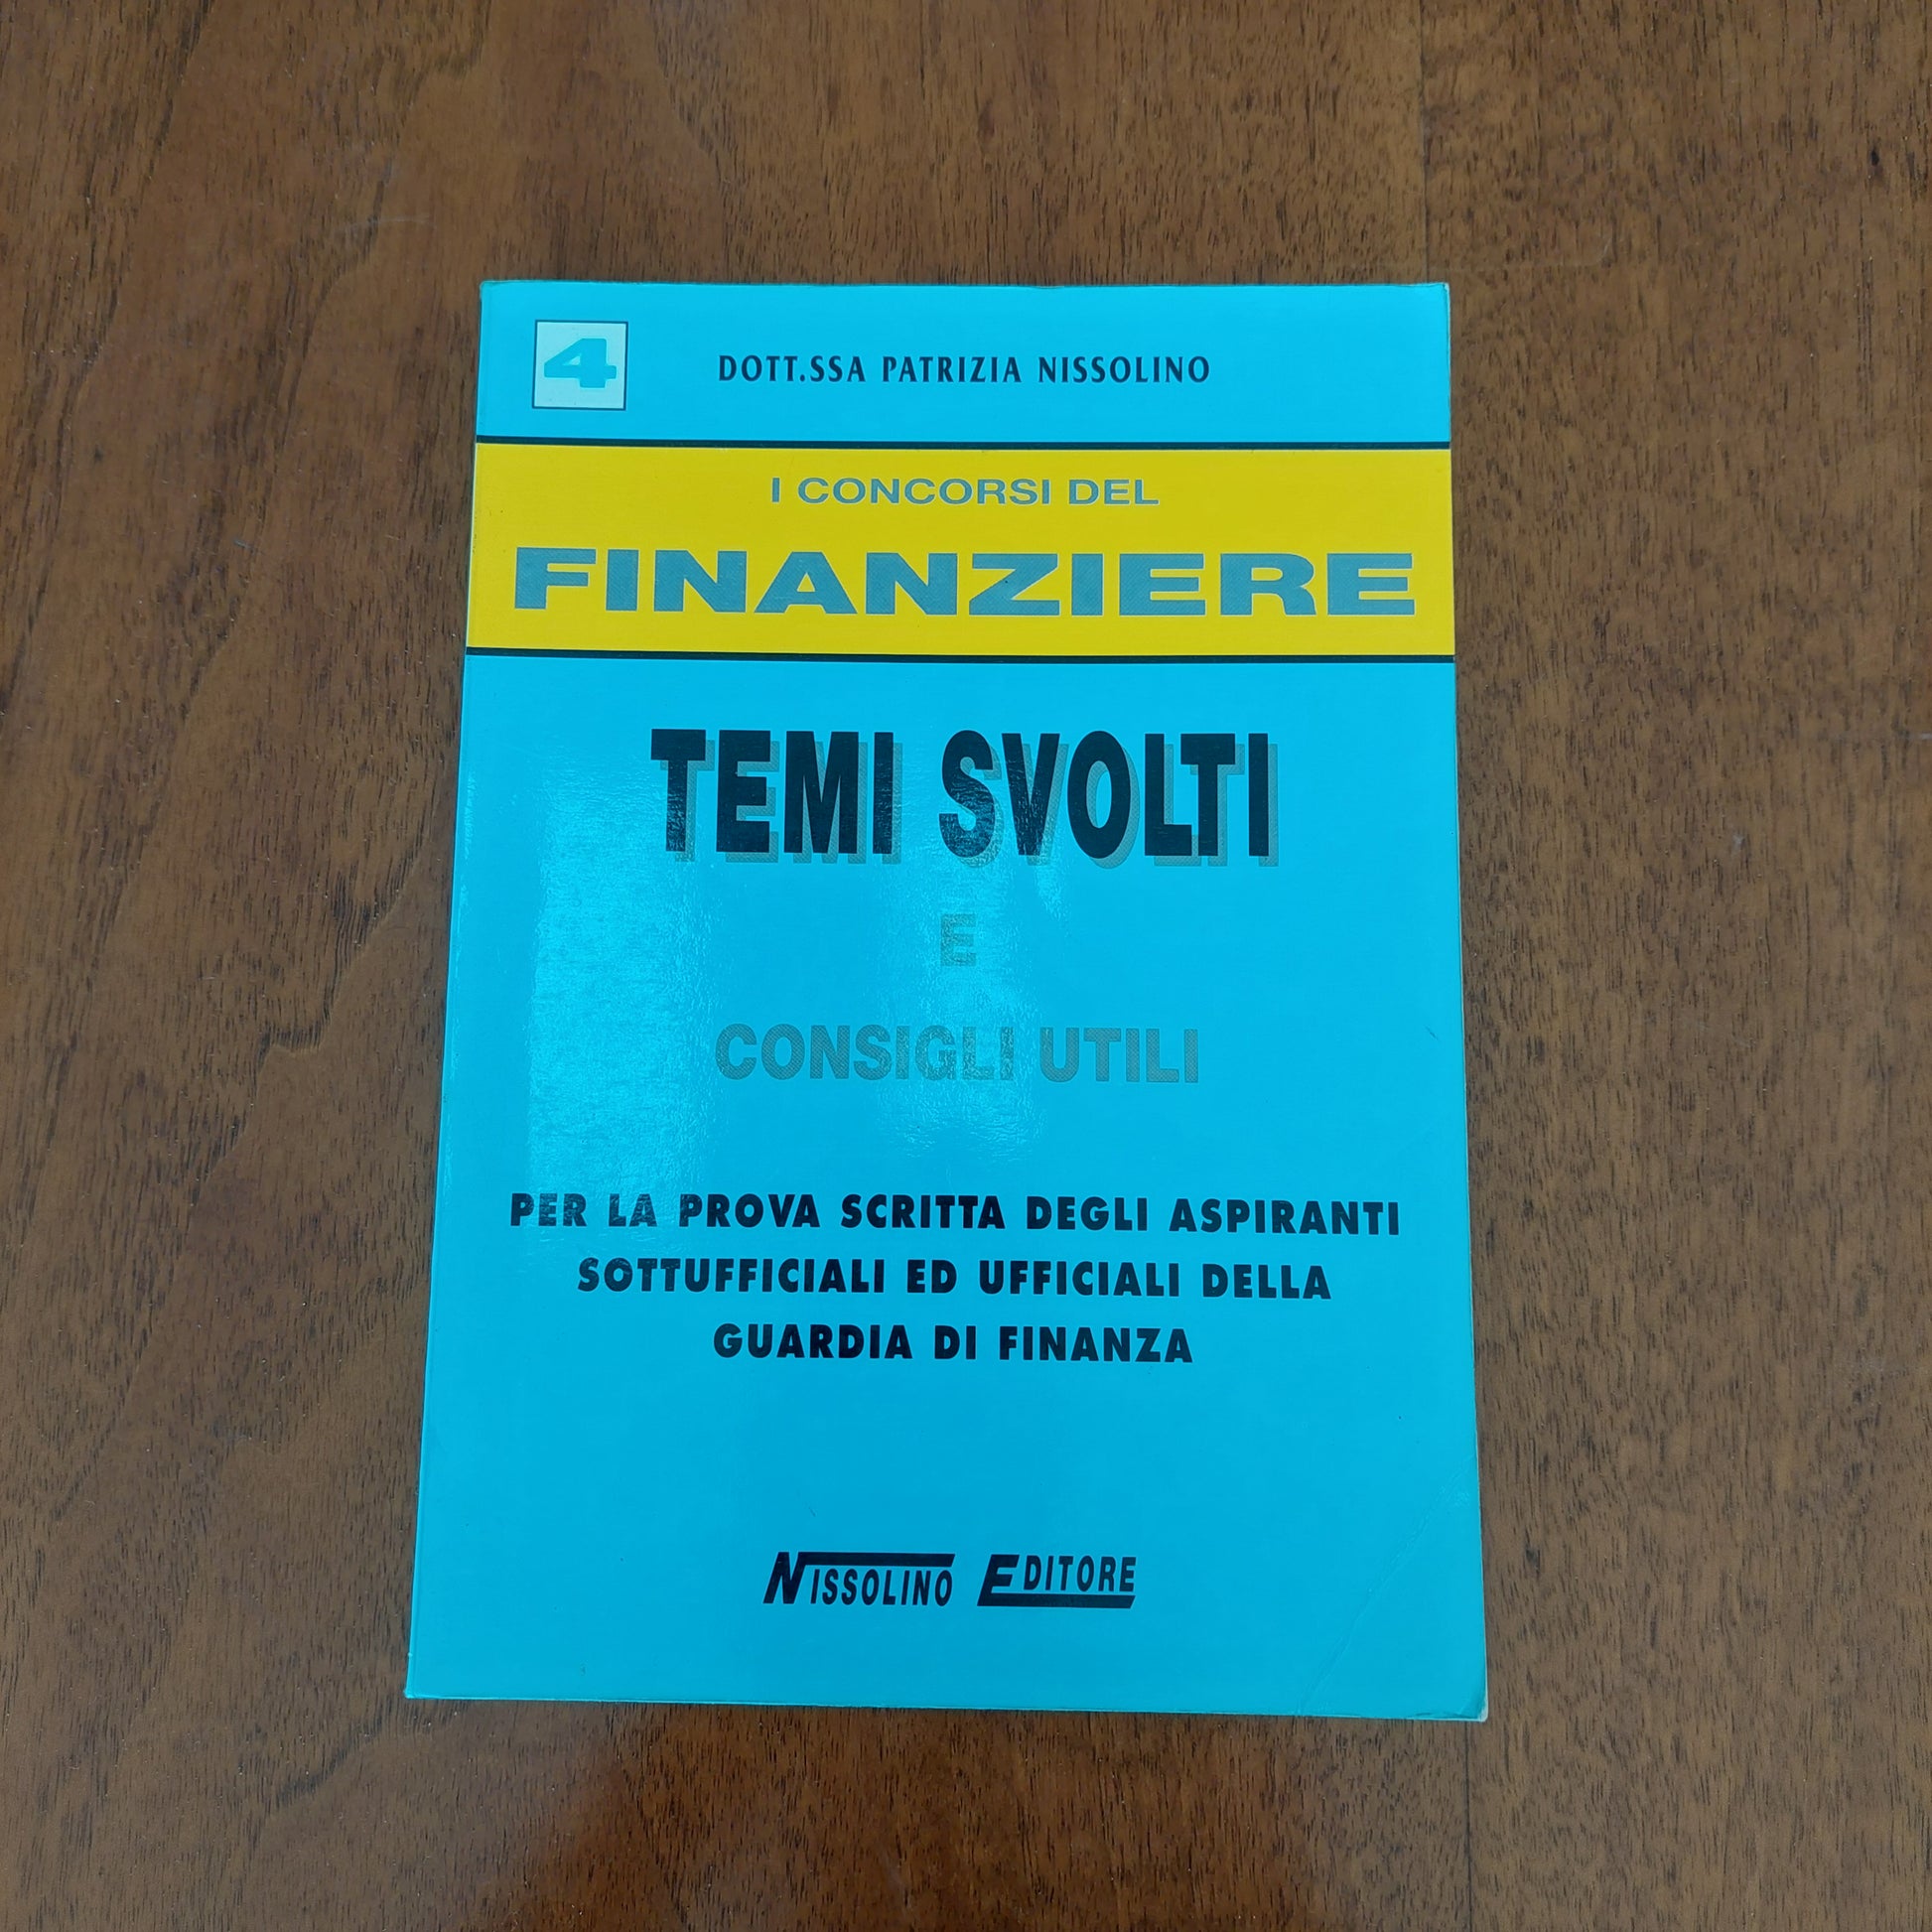 4
DOTT.SSA PATRIZIA NISSOLINO
I CONCORSI DEL
FINANZIERE
TEMI SVOLTI
E
CONSIGLI UTILI
PER LA PROVA SCRITTA DEGLI ASPIRANTI
SOTTUFFICIALI ED UFFICIALI DELLA
GUARDIA DI FINANZA
NISSOLINO EDITORE